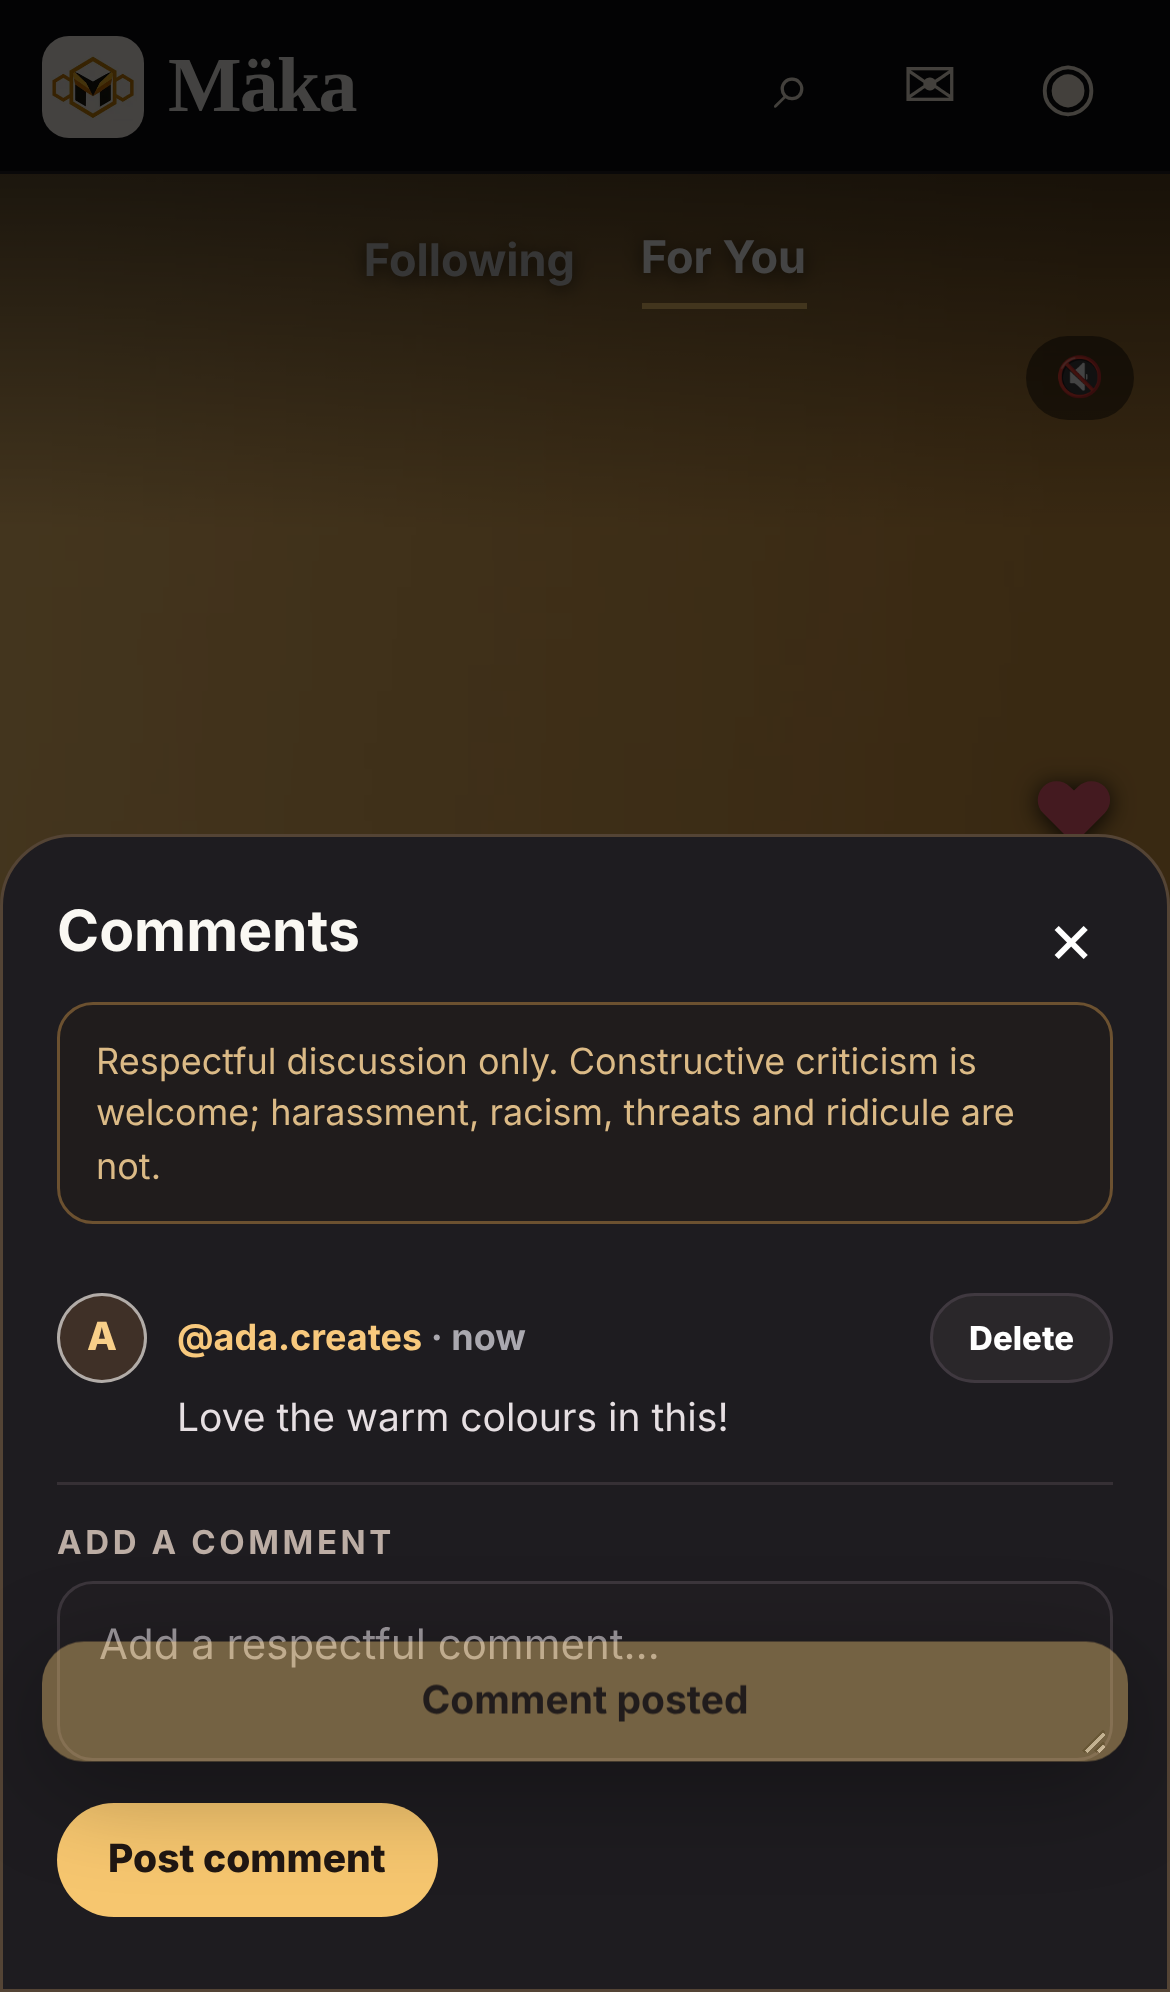 Mäka
Following
For You
Comments
Respectful discussion only. Constructive criticism is
welcome; harassment, racism, threats and ridicule are
not.
A
@ada.creates · now
Delete
Love the warm colours in this!
ADD A COMMENT
Add a respectful comment...
Comment posted
Post comment